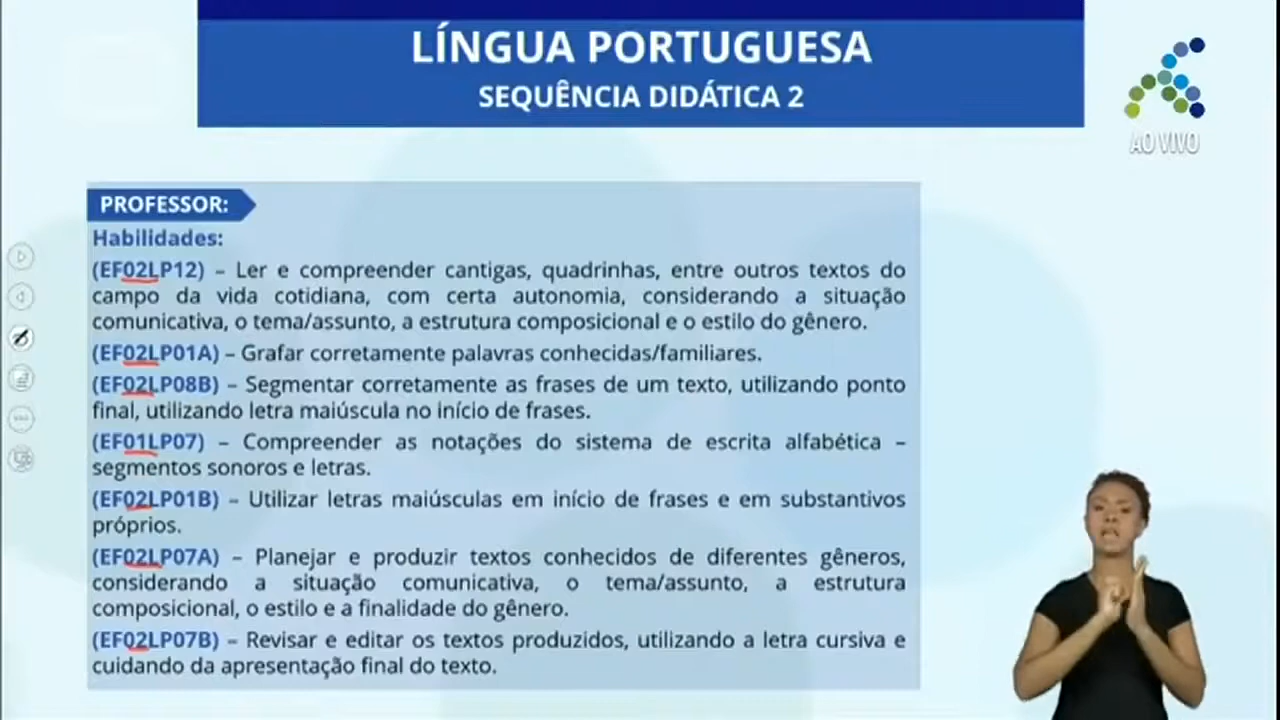 LÍNGUA PORTUGUESA
SEQUÊNCIA DIDÁTICA 2
AO VIVO
PROFESSOR:
Habilidades:
(EF02LP12) – Ler e compreender cantigas, quadrinhas, entre outros textos do
campo da vida cotidiana, com certa autonomia, considerando a situação
comunicativa, o tema/assunto, a estrutura composicional e o estilo do gênero.
(EF02LP01A) – Grafar corretamente palavras conhecidas/familiares.
(EF02LP08B) – Segmentar corretamente as frases de um texto, utilizando ponto
final, utilizando letra maiúscula no início de frases.
(EF01LP07) – Compreender as notações do sistema de escrita alfabética –
segmentos sonoros e letras.
(EF02LP01B) – Utilizar letras maiúsculas em início de frases e em substantivos
próprios.
(EF02LP07A) – Planejar e produzir textos conhecidos de diferentes gêneros,
considerando a situação comunicativa, o tema/assunto, a estrutura
composicional, o estilo e a finalidade do gênero.
(EF02LP07B) – Revisar e editar os textos produzidos, utilizando a letra cursiva e
cuidando da apresentação final do texto.